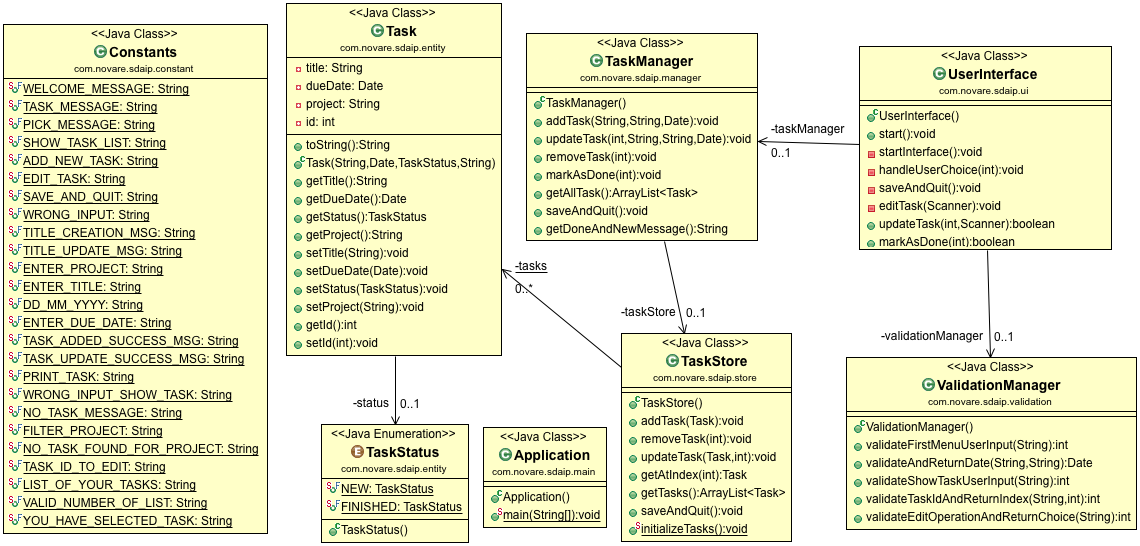 <<Java Class>>
Constants
com.novare.sdaip.constant
WELCOME_MESSAGE: String
TASK_MESSAGE: String
PICK_MESSAGE: String
SHOW_TASK_LIST: String
ADD_NEW_TASK: String
EDIT_TASK: String
SAVE_AND_QUIT: String
WRONG_INPUT: String
TITLE_CREATION_MSG: String
TITLE_UPDATE_MSG: String
ENTER_PROJECT: String
ENTER_TITLE: String
DD_MM_YYYY: String
ENTER_DUE_DATE: String
TASK_ADDED_SUCCESS_MSG: String
TASK_UPDATE_SUCCESS_MSG: String
PRINT_TASK: String
WRONG_INPUT_SHOW_TASK: String
NO_TASK_MESSAGE: String
FILTER_PROJECT: String
NO_TASK_FOUND_FOR_PROJECT: String
TASK_ID_TO_EDIT: String
LIST_OF_YOUR_TASKS: String
VALID_NUMBER_OF_LIST: String
YOU_HAVE_SELECTED_TASK: String
<<Java Class>>
Task
com.novare.sdaip.entity
title: String
dueDate: Date
project: String
id: int
toString():String
Task(String,Date,TaskStatus,String)
getTitle():String
getDueDate():Date
getStatus():TaskStatus
getProject():String
setTitle(String):void
setDueDate(Date):void
setStatus(TaskStatus):void
setProject(String):void
getId():int
setId(int):void
-status
0..1
<<Java Enumeration>>
TaskStatus
com.novare.sdaip.entity
NEW: TaskStatus
FINISHED: TaskStatus
TaskStatus()
<<Java Class>>
Application
com.novare.sdaip.main
Application()
main(String[]):void
<<Java Class>>
TaskManager
com.novare.sdaip.manager
TaskManager()
addTask(String,String,Date):void
updateTask(int,String,String,Date):void
removeTask(int):void
markAsDone(int):void
getAllTask():ArrayList<Task>
saveAndQuit():void
getDoneAndNewMessage():String
-tasks
0..*
-taskStore
0..1
<<Java Class>>
TaskStore
com.novare.sdaip.store
TaskStore()
addTask(Task):void
removeTask(int):void
updateTask(Task,int):void
getAtIndex(int):Task
getTasks():ArrayList<Task>
saveAndQuit():void
initializeTasks():void
-taskManager
0..1
<<Java Class>>
UserInterface
com.novare.sdaip.ui
UserInterface()
start():void
startInterface():void
handleUserChoice(int):void
saveAndQuit():void
editTask(Scanner):void
updateTask(int,Scanner):boolean
markAsDone(int):boolean
-validationManager
0..1
<<Java Class>>
ValidationManager
com.novare.sdaip.validation
ValidationManager()
validateFirstMenuUserInput(String):int
validateAndReturnDate(String,String):Date
validateShowTaskUserInput(String):int
validateTaskIdAndReturnIndex(String,int):int
validateEditOperationAndReturnChoice(String):int